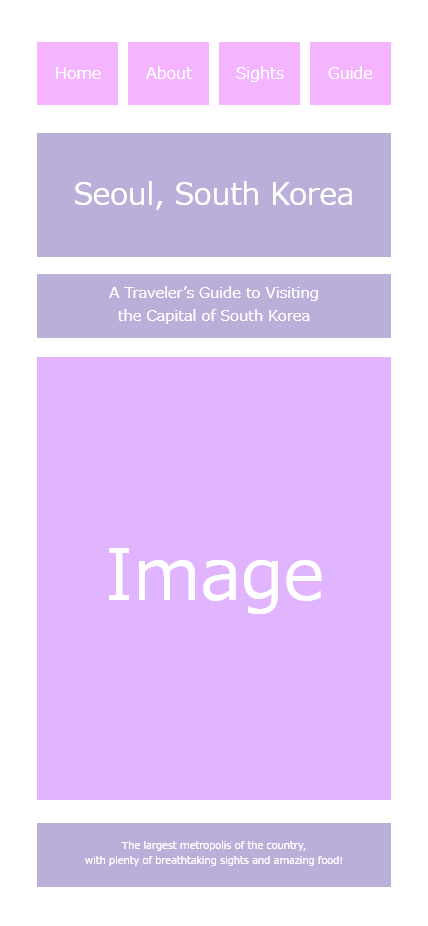 Home About Sights Guide
Seoul, South Korea
A Traveler’s Guide to Visiting
the Capital of South Korea
Image
The largest metropolis of the country,
with plenty of breathtaking sights and amazing food!